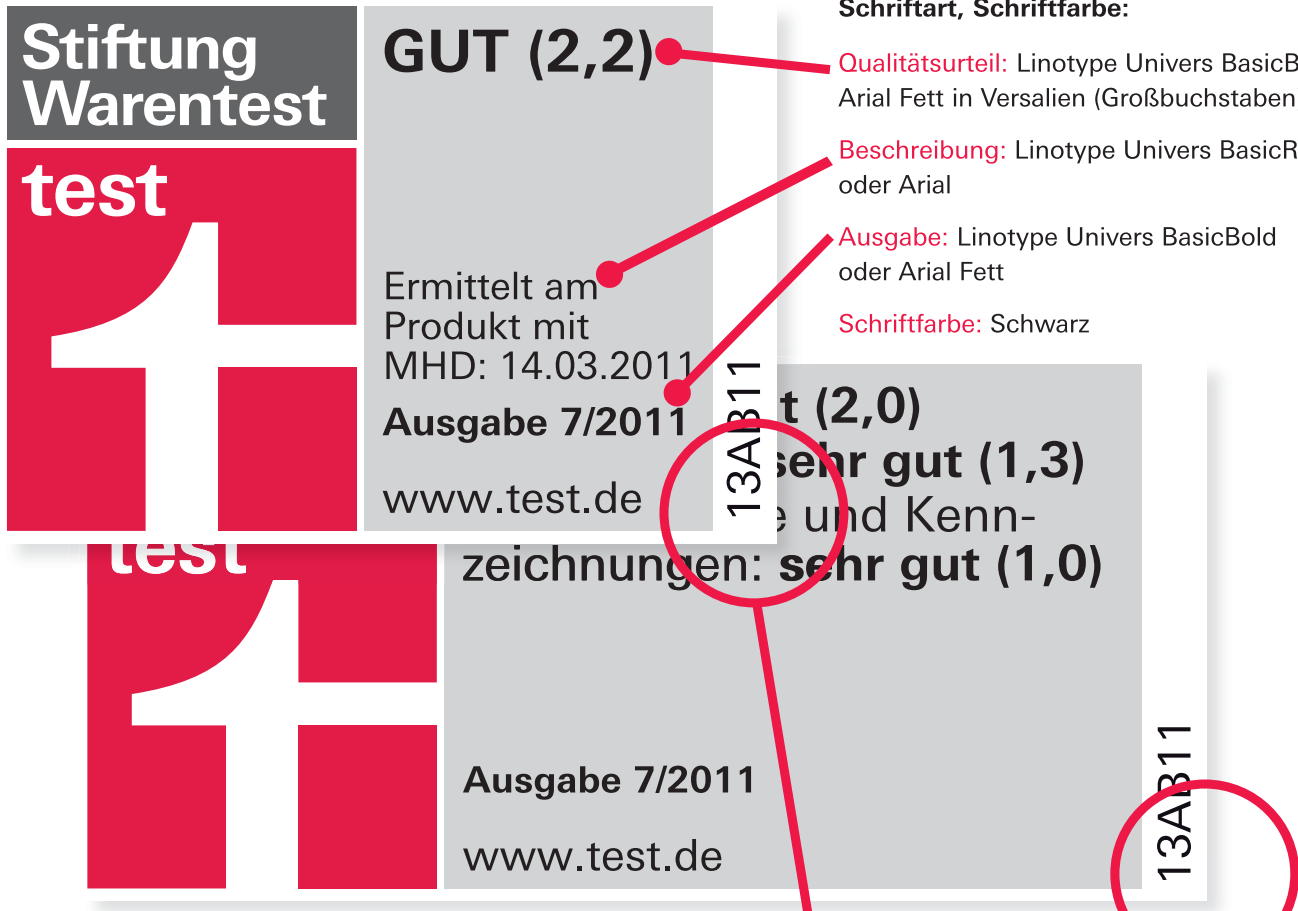 Stiftung
Warentest
test
GUT (2,2)
Ermittelt am
Produkt mit
MHD: 14.03.2011
Ausgabe 7/2011
www.test.de
13AB11
Schriftart, Schriftfarbe:
Qualitätsurteil: Linotype Univers BasicB
Arial Fett in Versalien (Großbuchstaben
Beschreibung: Linotype Univers BasicR
oder Arial
Ausgabe: Linotype Univers BasicBold
oder Arial Fett
Schriftfarbe: Schwarz
test
t (2,0)
sehr gut (1,3)
e und Kenn-
zeichnungen: sehr gut (1,0)
Ausgabe 7/2011
www.test.de
13AB11